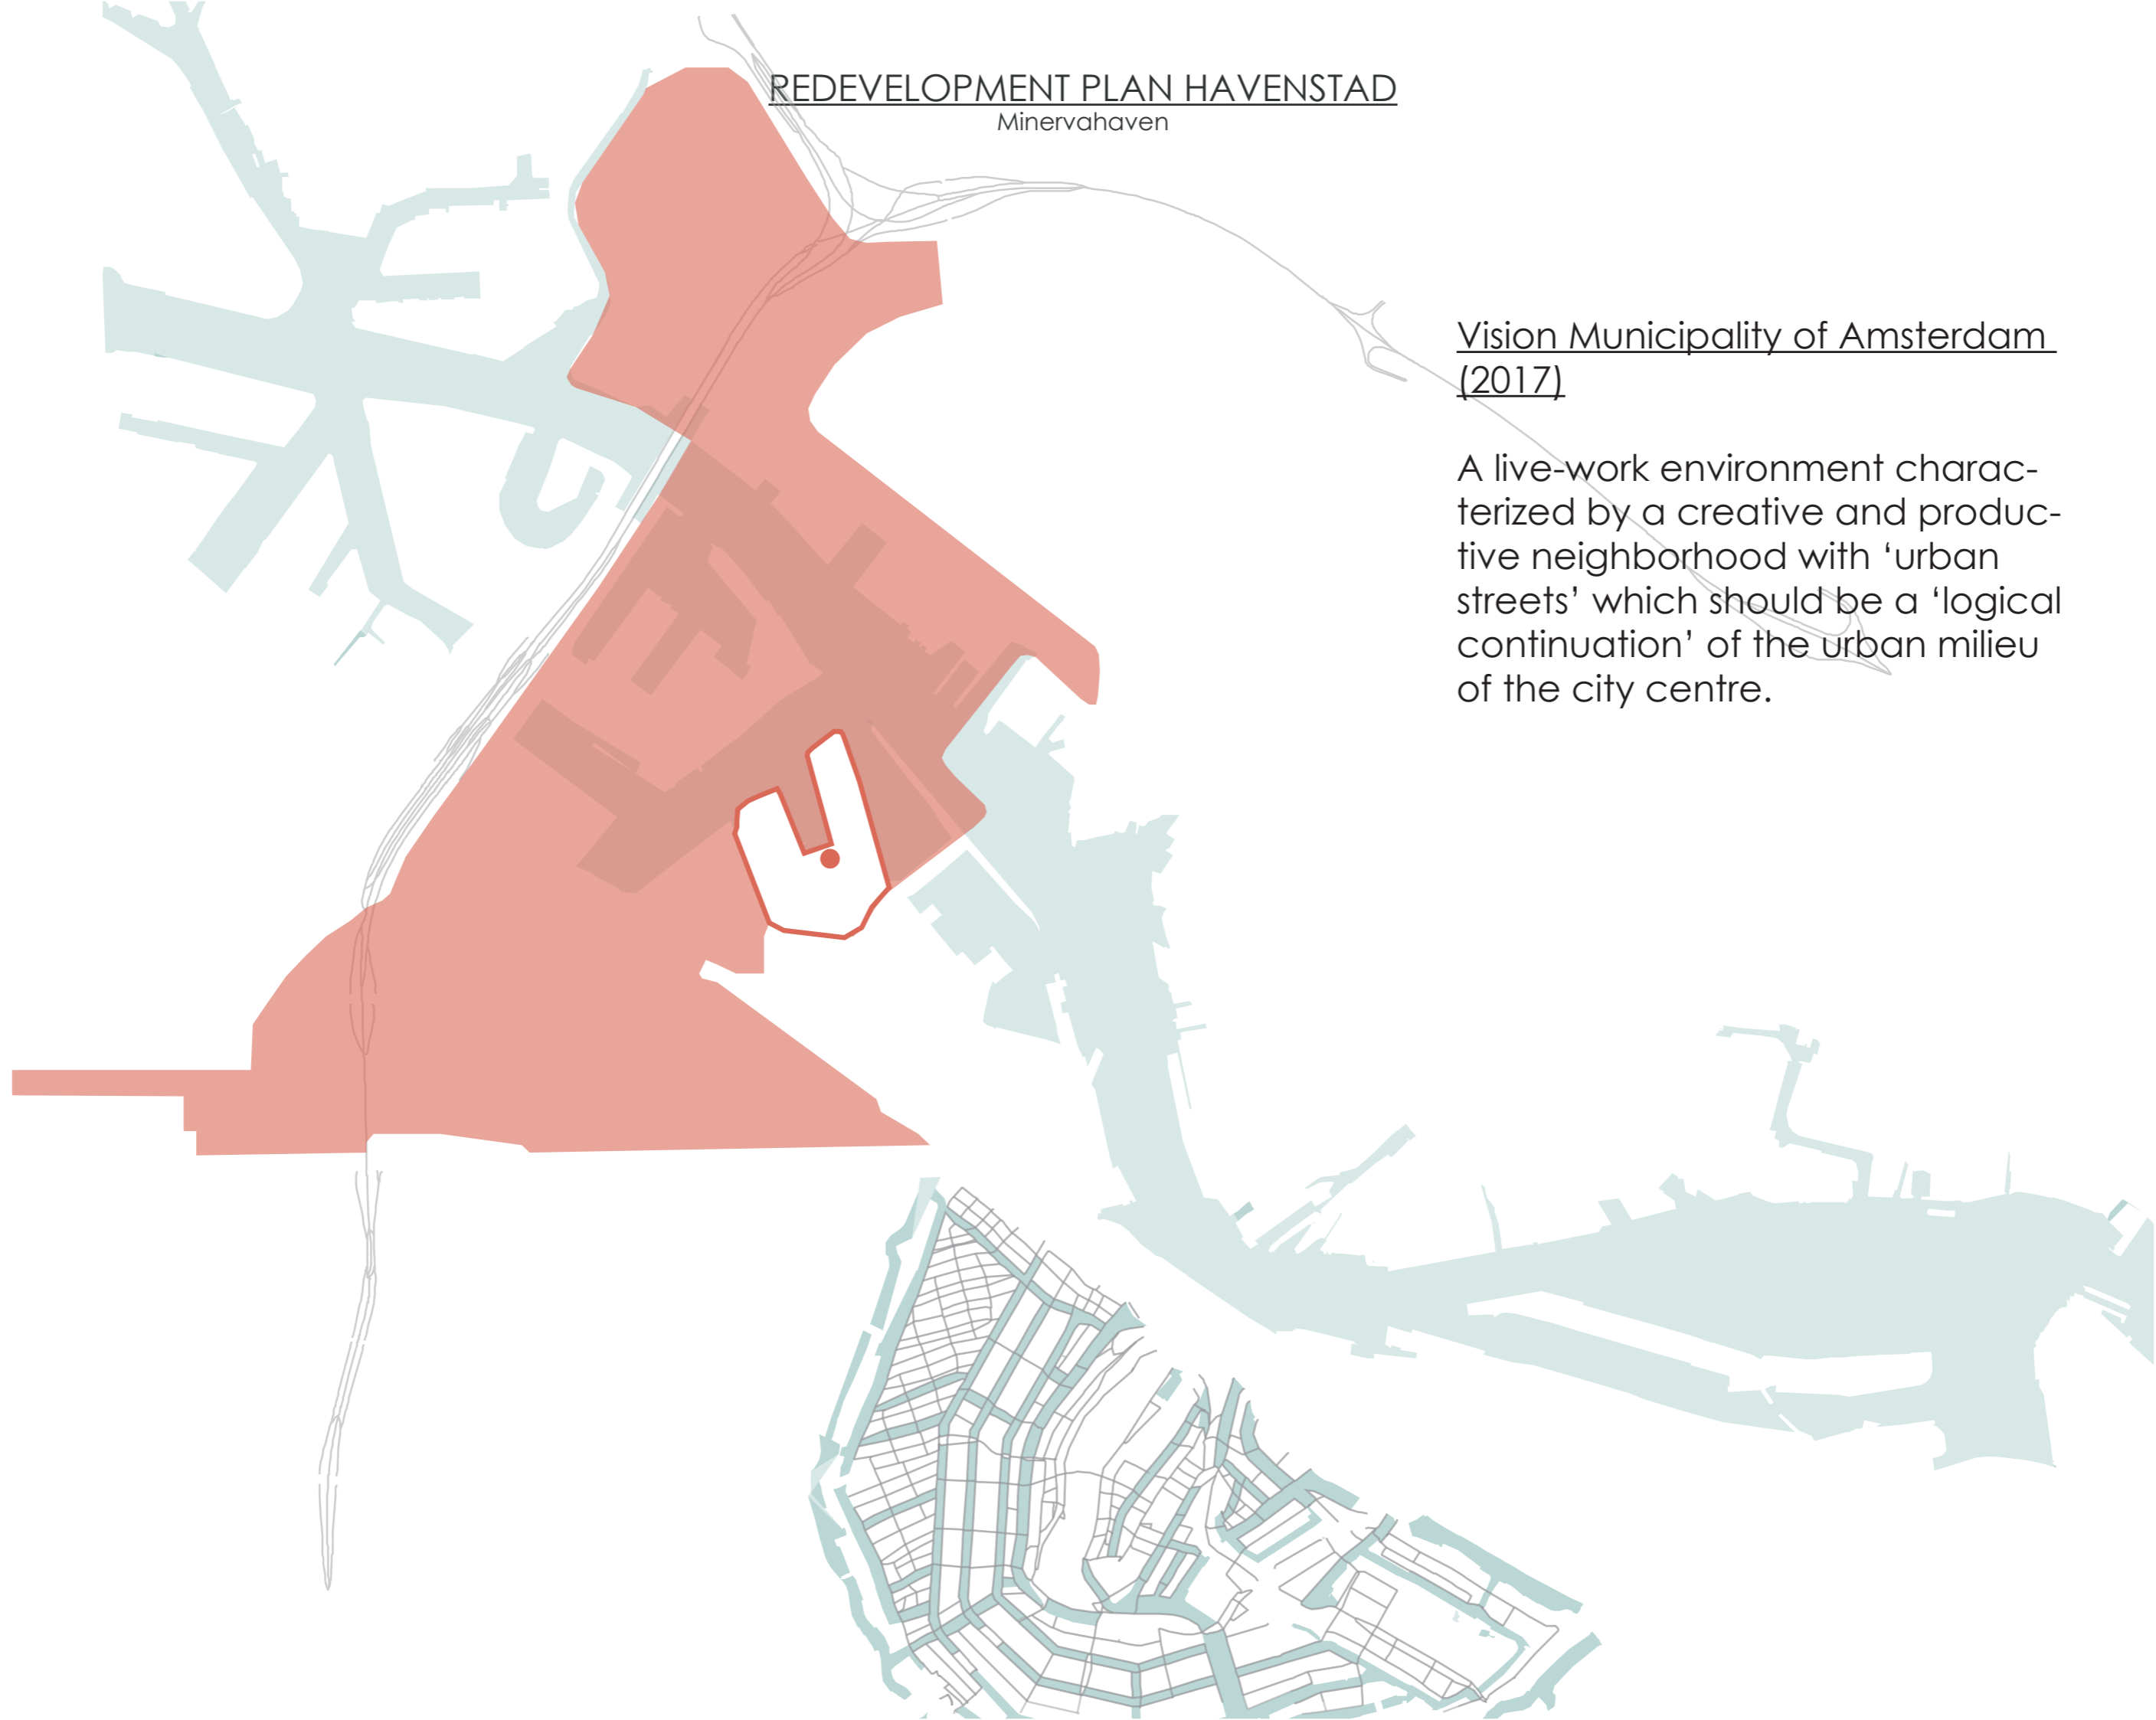 REDEVELOPMENT PLAN HAVENSTAD
Minervahaven
Vision Municipality of Amsterdam
(2017)
A live-work environment charac-
terized by a creative and produc-
tive neighborhood with ‘urban
streets’ which should be a ‘logical
continuation’ of the urban milieu
of the city centre.